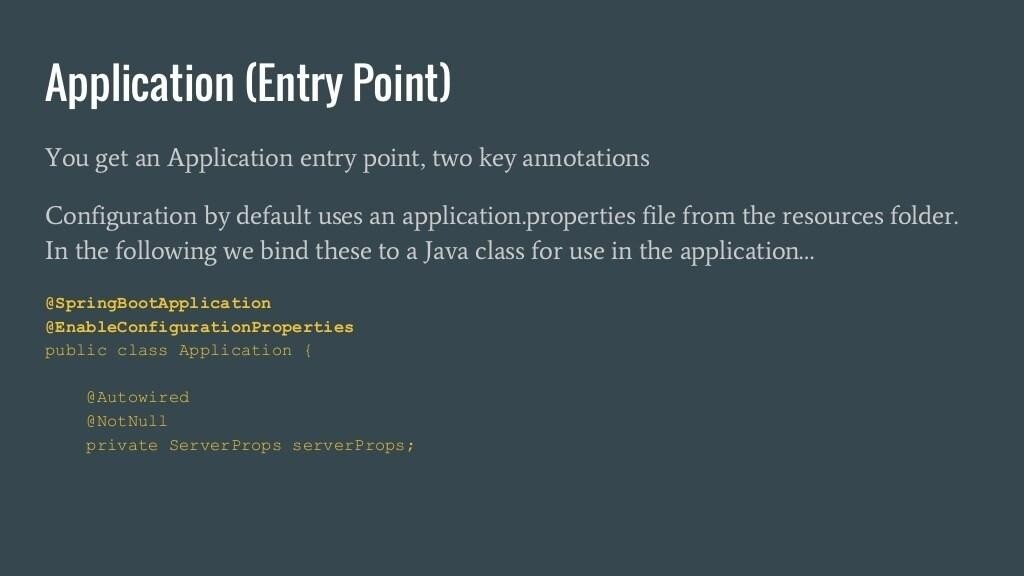 Application (Entry Point)
You get an Application entry point, two key annotations
Configuration by default uses an application.properties file from the resources folder.
In the following we bind these to a Java class for use in the application...
@SpringBootApplication
@EnableConfigurationProperties
public class Application {
@Autowired
@NotNull
private ServerProps serverProps;